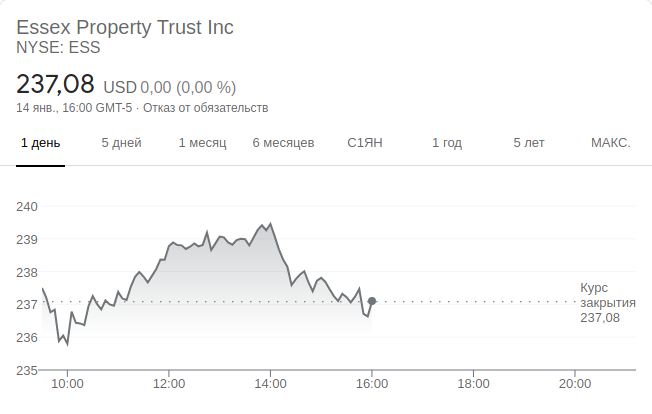 Essex Property Trust Inc
NYSE: ESS
237,08 USD 0,00 (0,00 %)
14 янв., 16:00 GMT-5 · Отказ от обязательств
1 день 5 дней 1 месяц 6 месяцев С1ЯН 1 год 5 лет МАКС.
240
239
238
237
236
235
Курс
закрытия
237,08
10:00 12:00 14:00 16:00 18:00 20:00